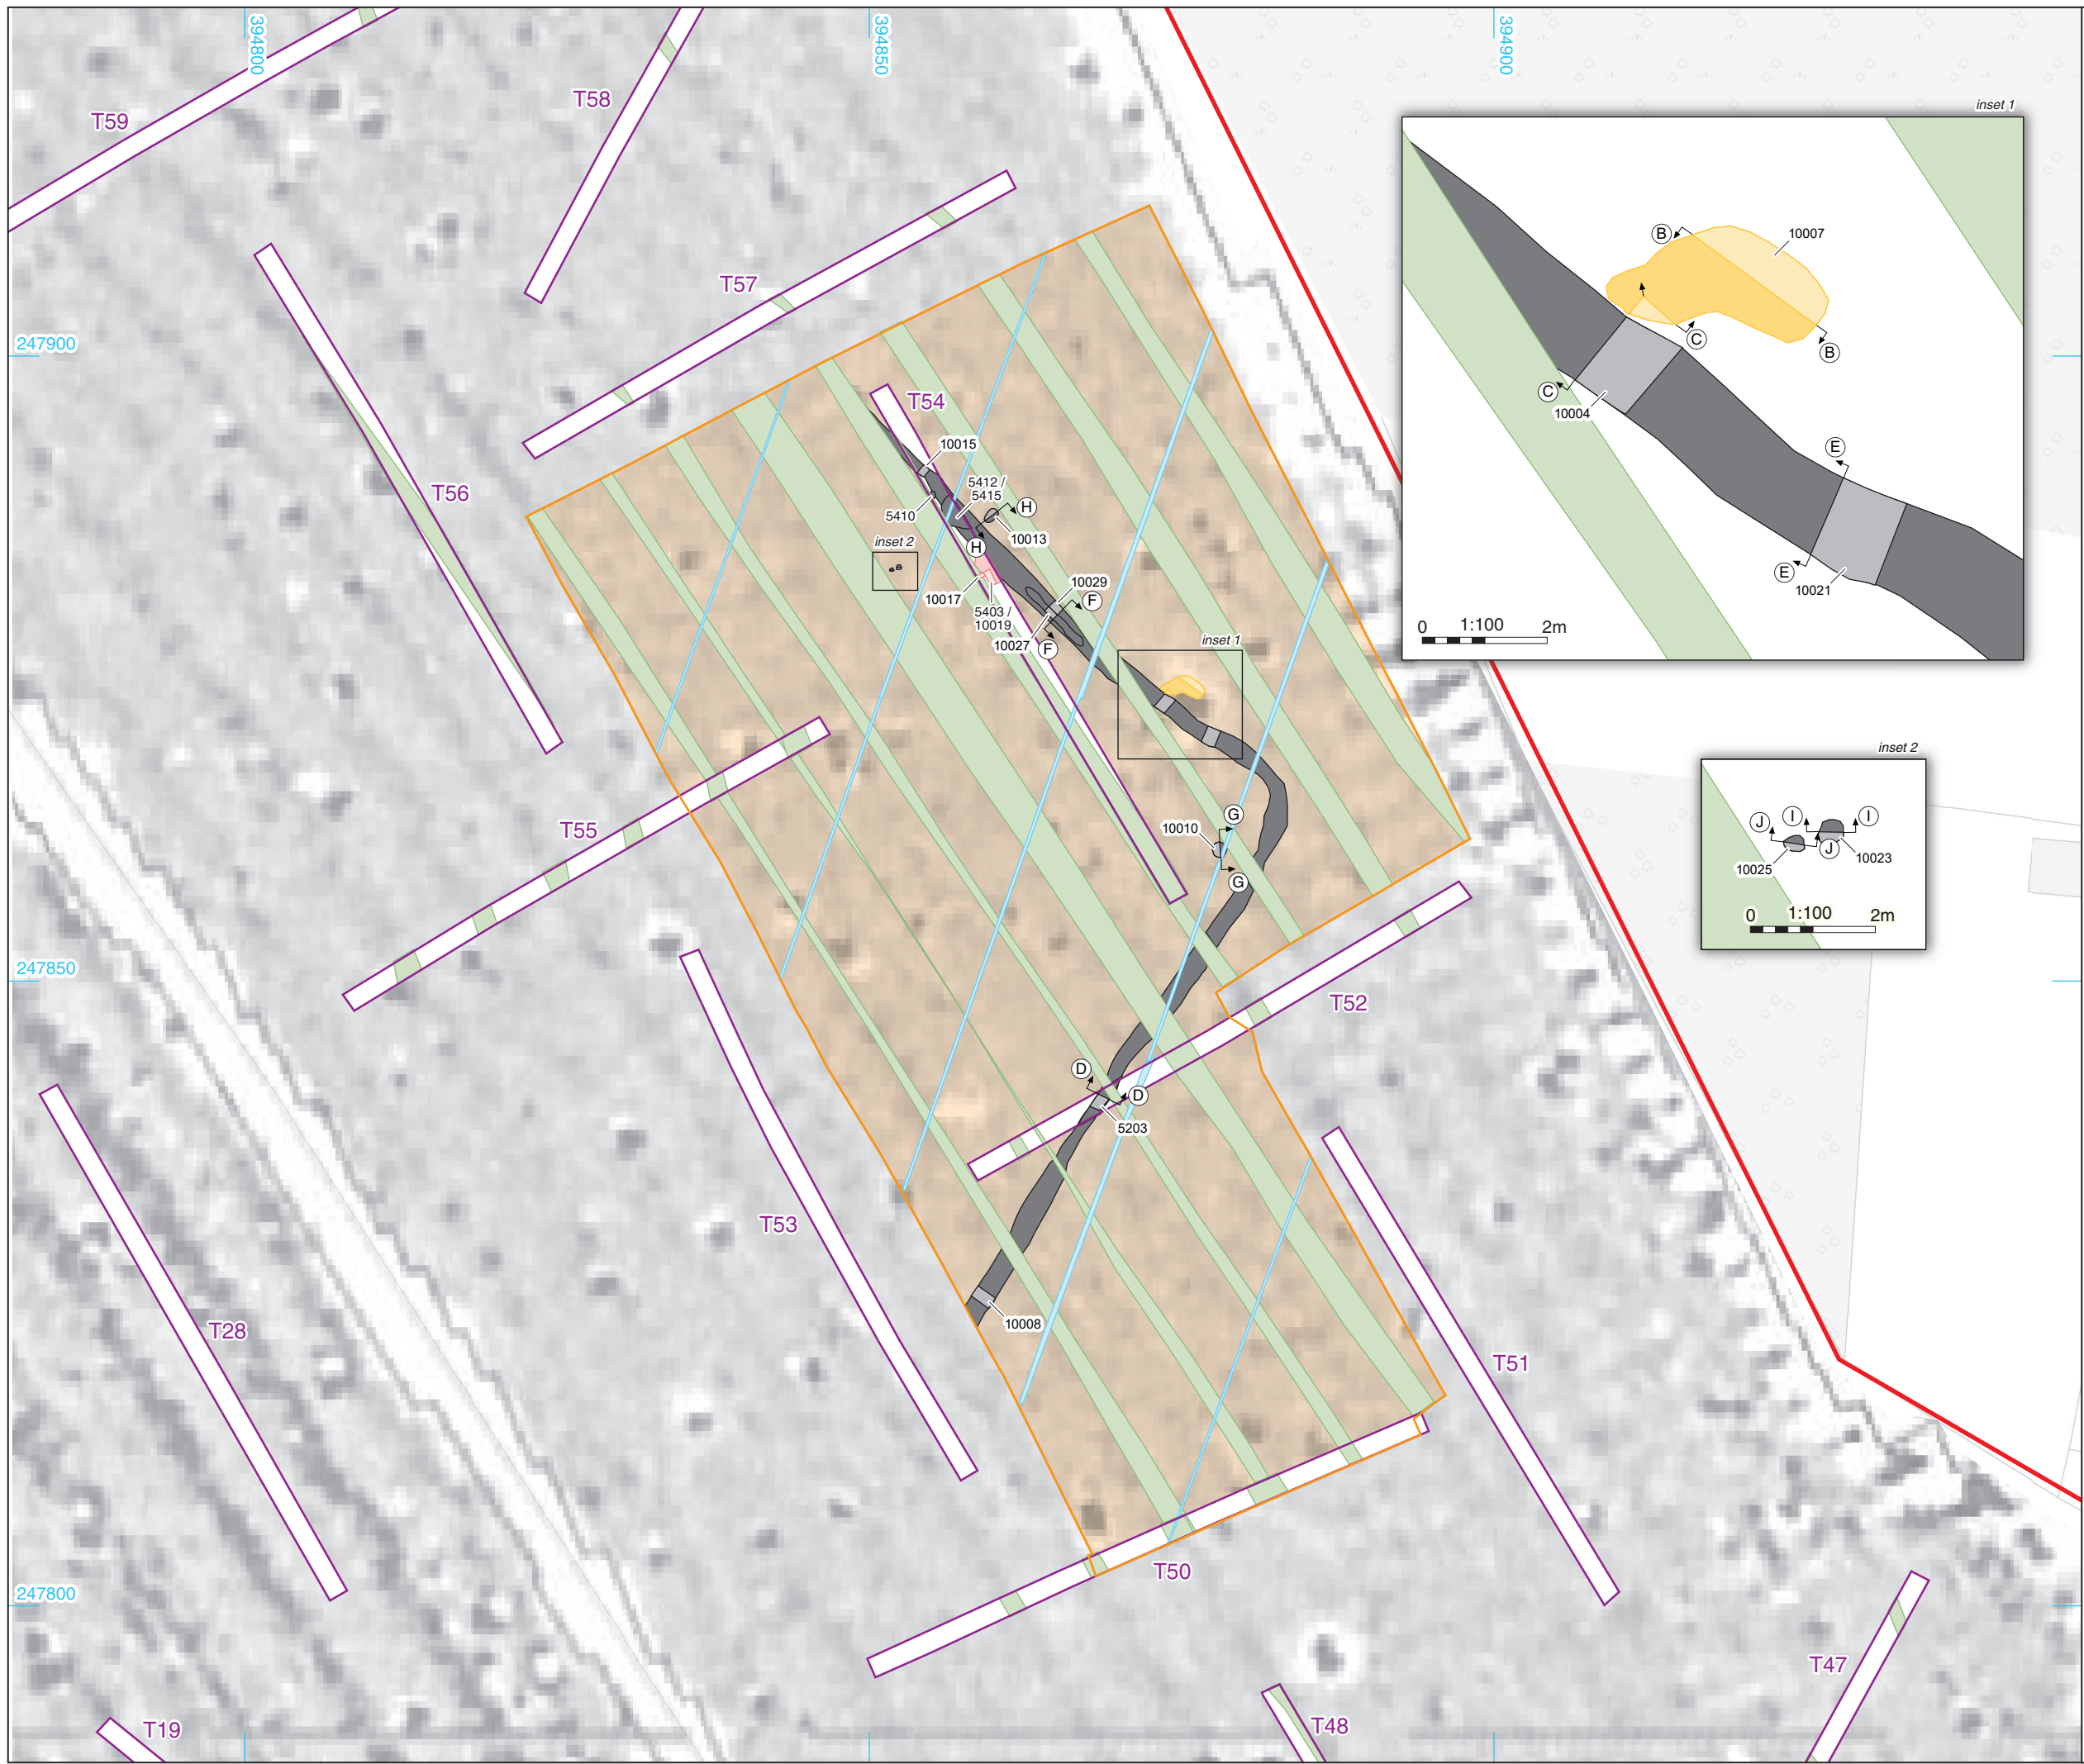 394800
394850
394900
inset 1
T59
T58
T57
T56
T54
247900
10015
5412 /
5415
5410
H
10013
H
inset 2
10029
F
10017
5403 /
10019
10027
F
inset 1
B
10007
C
B
C
10004
E
E
10021
0 1:100 2m
inset 2
J
I
I
J
10025
10023
0 1:100 2m
T55
G
10010
G
247850
T52
D
D
5203
T53
10008
T28
T51
T50
247800
T47
T48
T19